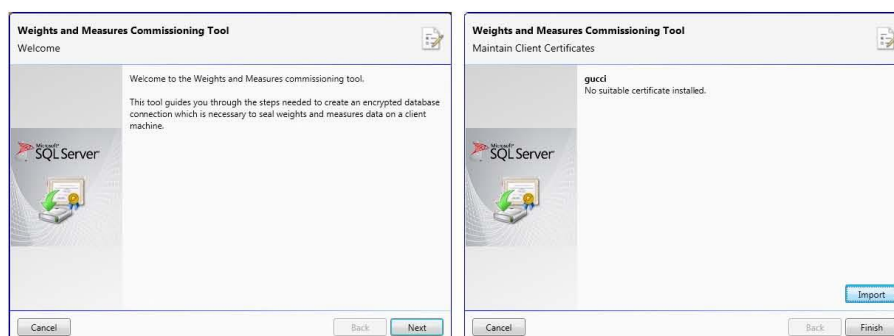 Weights and Measures Commissioning Tool
Welcome
Welcome to the Weights and Measures commissioning tool.
This tool guides you through the steps needed to create an encrypted database
connection which is necessary to seal weights and measures data on a client
machine.
Microsoft
SQL Server
Cancel
Back
Next
Weights and Measures Commissioning Tool
Maintain Client Certificates
gucci
No suitable certificate installed.
Microsoft
SQL Server
Import
Cancel
Back
Finish